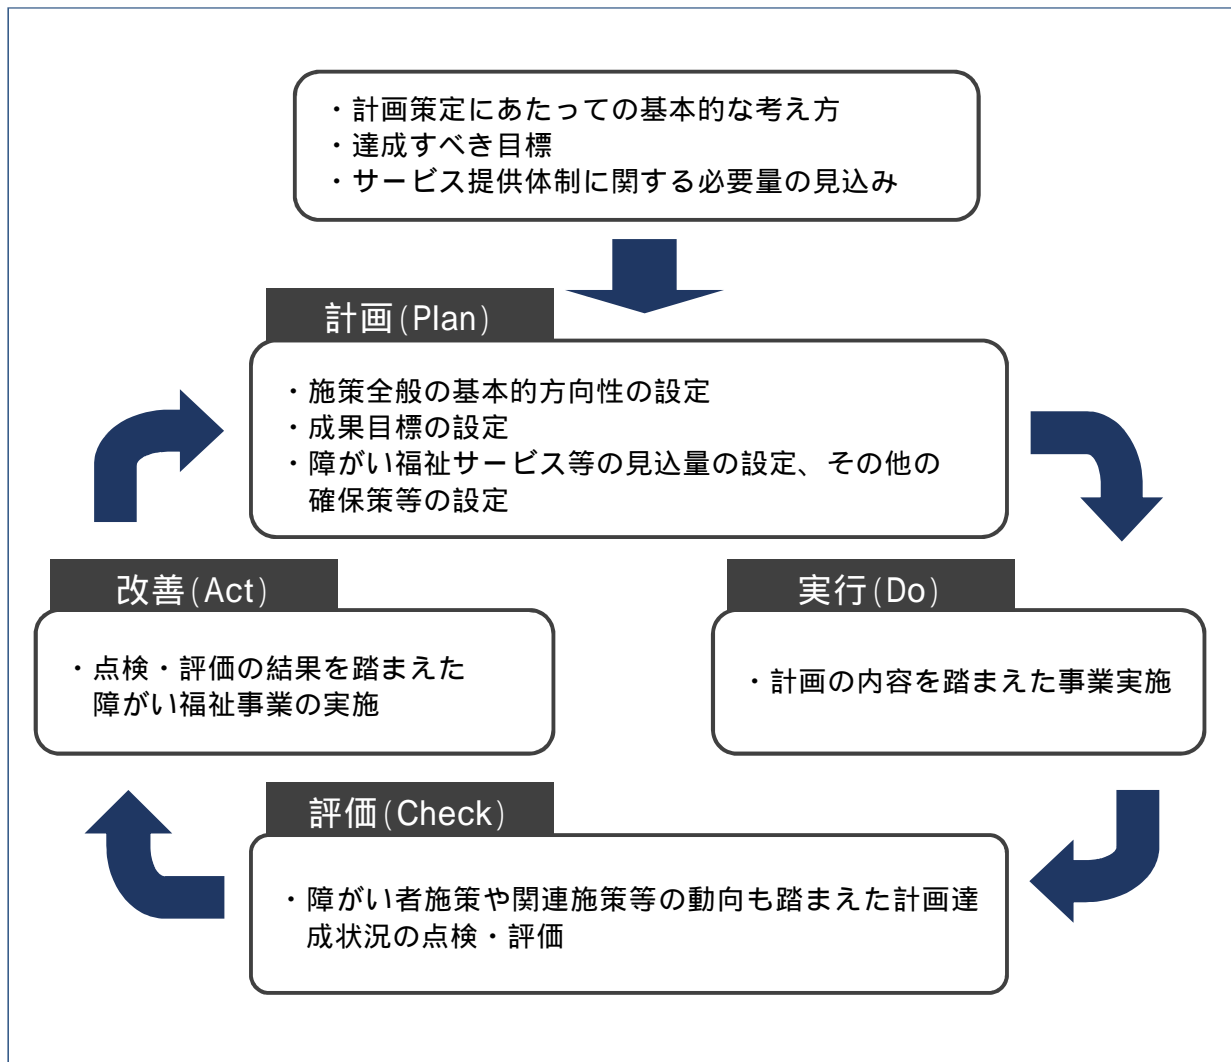 ・計画策定にあたっての基本的な考え方
・達成すべき目標
・サービス提供体制に関する必要量の見込み
計画(Plan)
・施策全般の基本的方向性の設定
・成果目標の設定
・障がい福祉サービス等の見込量の設定、その他の
確保策等の設定
改善(Act)
・点検・評価の結果を踏まえた
障がい福祉事業の実施
実行(Do)
・計画の内容を踏まえた事業実施
評価(Check)
・障がい者施策や関連施策等の動向も踏まえた計画達
成状況の点検・評価